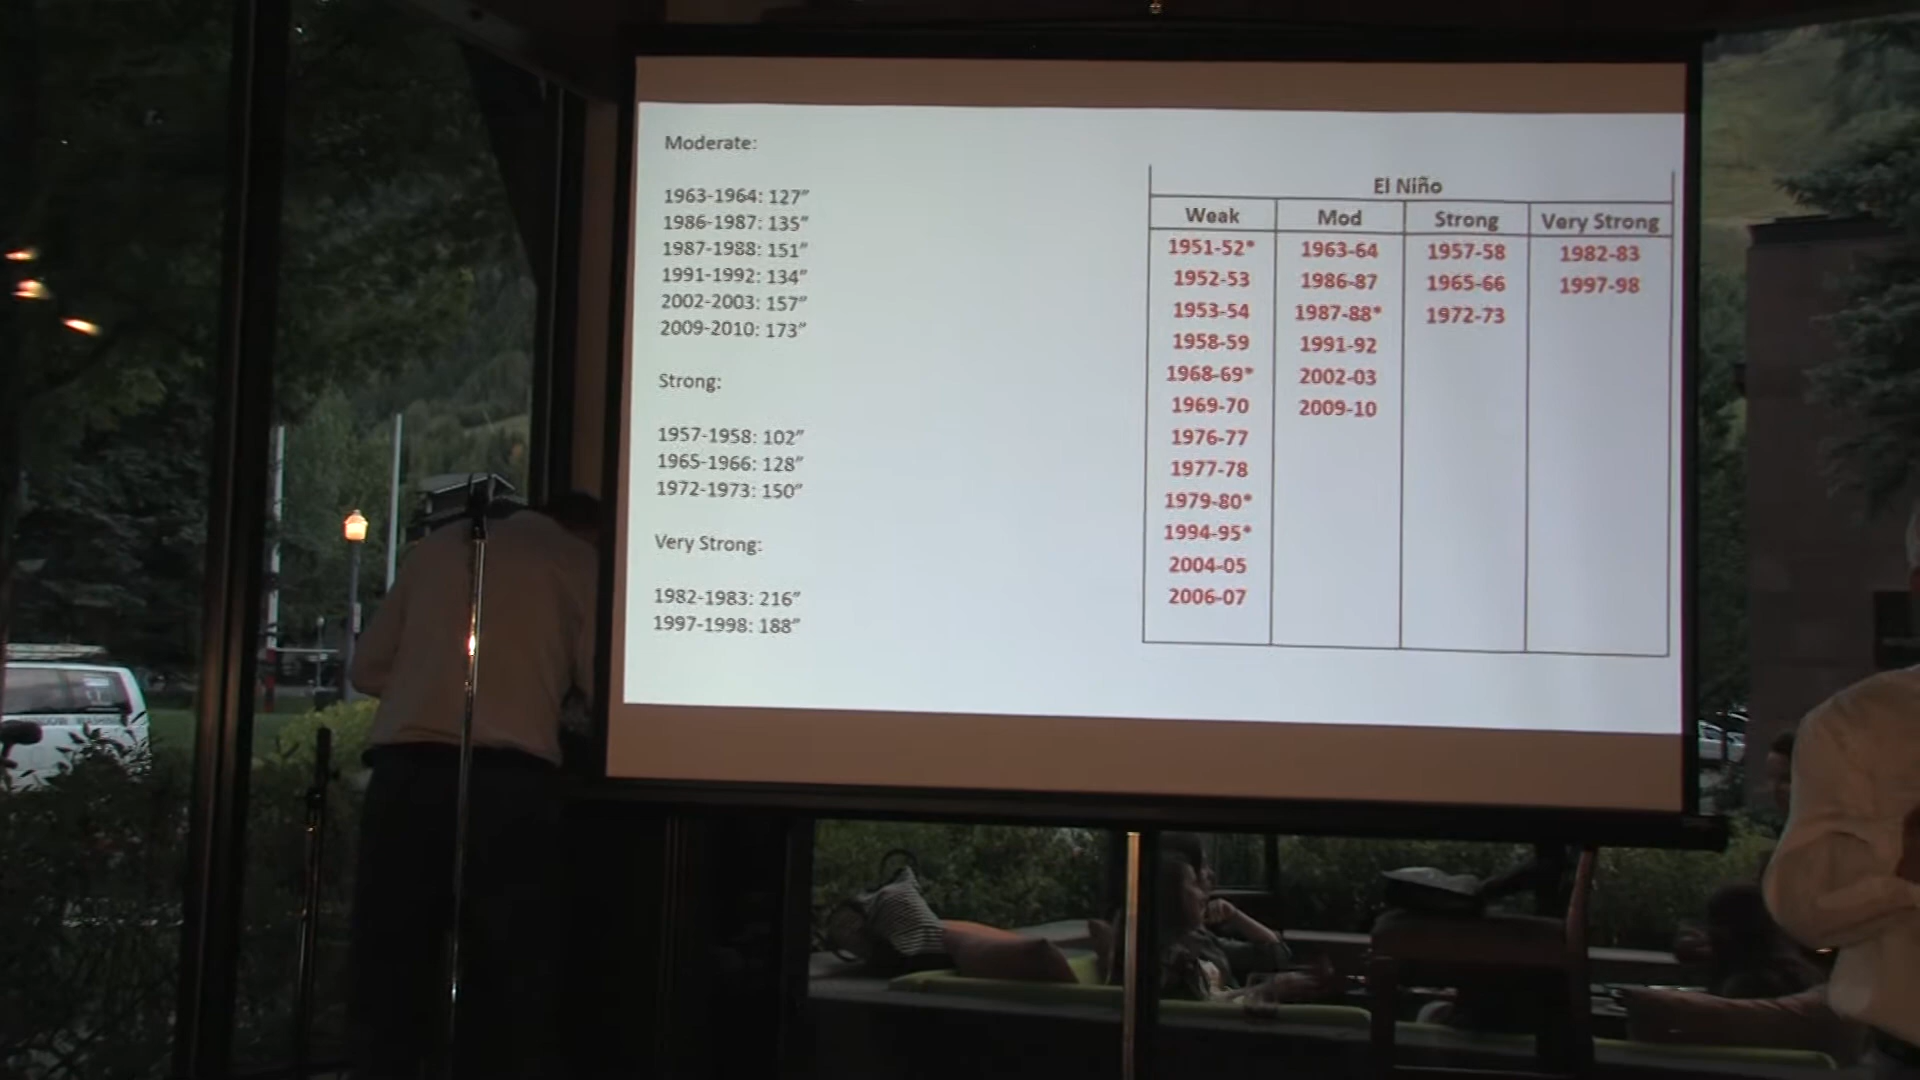 Moderate:
1963-1964: 127"
1986-1987: 135"
1987-1988: 151"
1991-1992: 134"
2002-2003: 157"
2009-2010: 173"
Strong:
1957-1958: 102"
1965-1966: 128"
1972-1973: 150"
Very Strong:
1982-1983: 216"
1997-1998: 188"
El Niño
Weak Mod Strong Very Strong
1951-52* 1963-64 1957-58 1982-83
1952-53 1986-87 1965-66 1997-98
1953-54 1987-88* 1972-73
1958-59 1991-92
1968-69* 2002-03
1969-70 2009-10
1976-77
1977-78
1979-80*
1994-95*
2004-05
2006-07